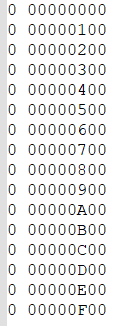 0 00000000
0 00000100
0 00000200
0 00000300
0 00000400
0 00000500
0 00000600
0 00000700
0 00000800
0 00000900
0 00000A00
0 00000B00
0 00000C00
0 00000D00
0 00000E00
0 00000F00